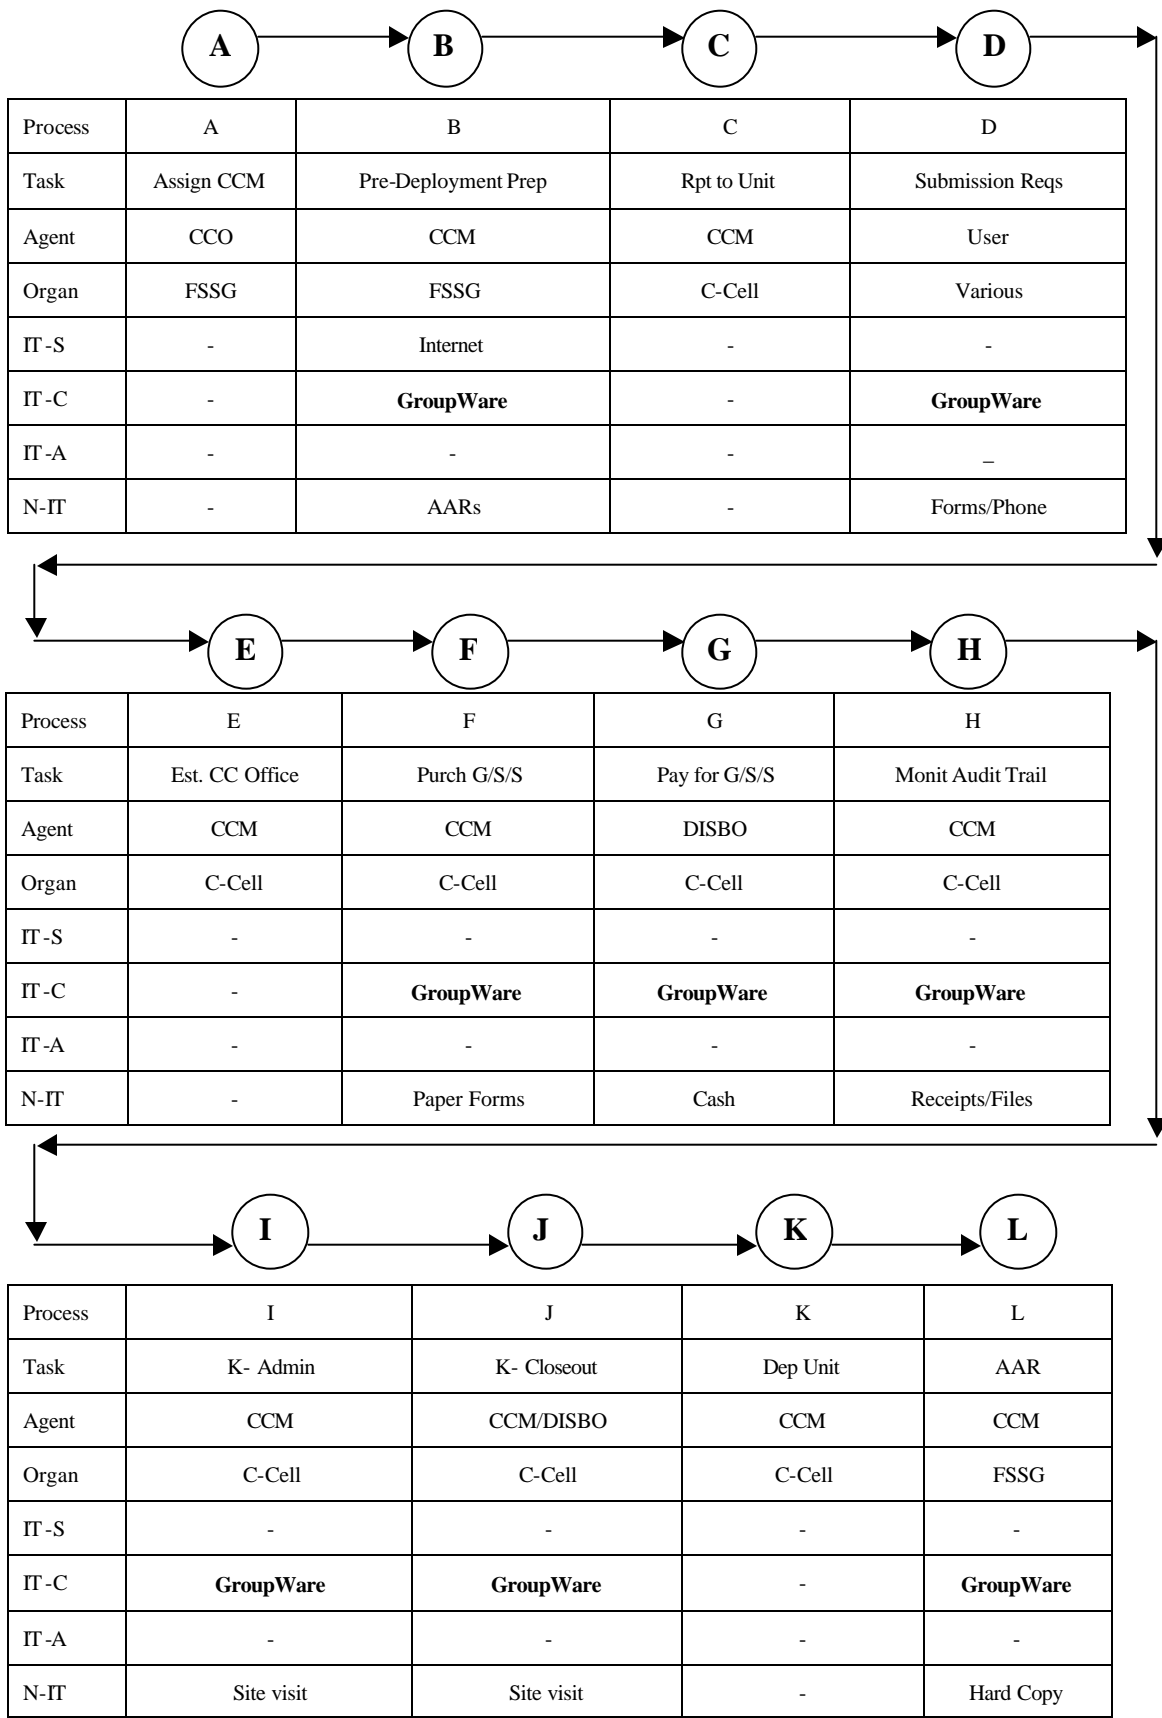 A B C D
Process A B C D
Task Assign CCM Pre-Deployment Prep Rpt to Unit Submission Reqs
Agent CCO CCM CCM User
Organ FSSG FSSG C-Cell Various
IT-S - Internet - -
IT-C - GroupWare - GroupWare
IT-A - - - _
N-IT - AARs - Forms/Phone
E F G H
Process E F G H
Task Est. CC Office Purch G/S/S Pay for G/S/S Monit Audit Trail
Agent CCM CCM DISBO CCM
Organ C-Cell C-Cell C-Cell C-Cell
IT-S - - - -
IT-C - GroupWare GroupWare GroupWare
IT-A - - - -
N-IT - Paper Forms Cash Receipts/Files
I J K L
Process I J K L
Task K- Admin K- Closeout Dep Unit AAR
Agent CCM CCM/DISBO CCM CCM
Organ C-Cell C-Cell C-Cell FSSG
IT-S - - - -
IT-C GroupWare GroupWare - GroupWare
IT-A - - - -
N-IT Site visit Site visit - Hard Copy